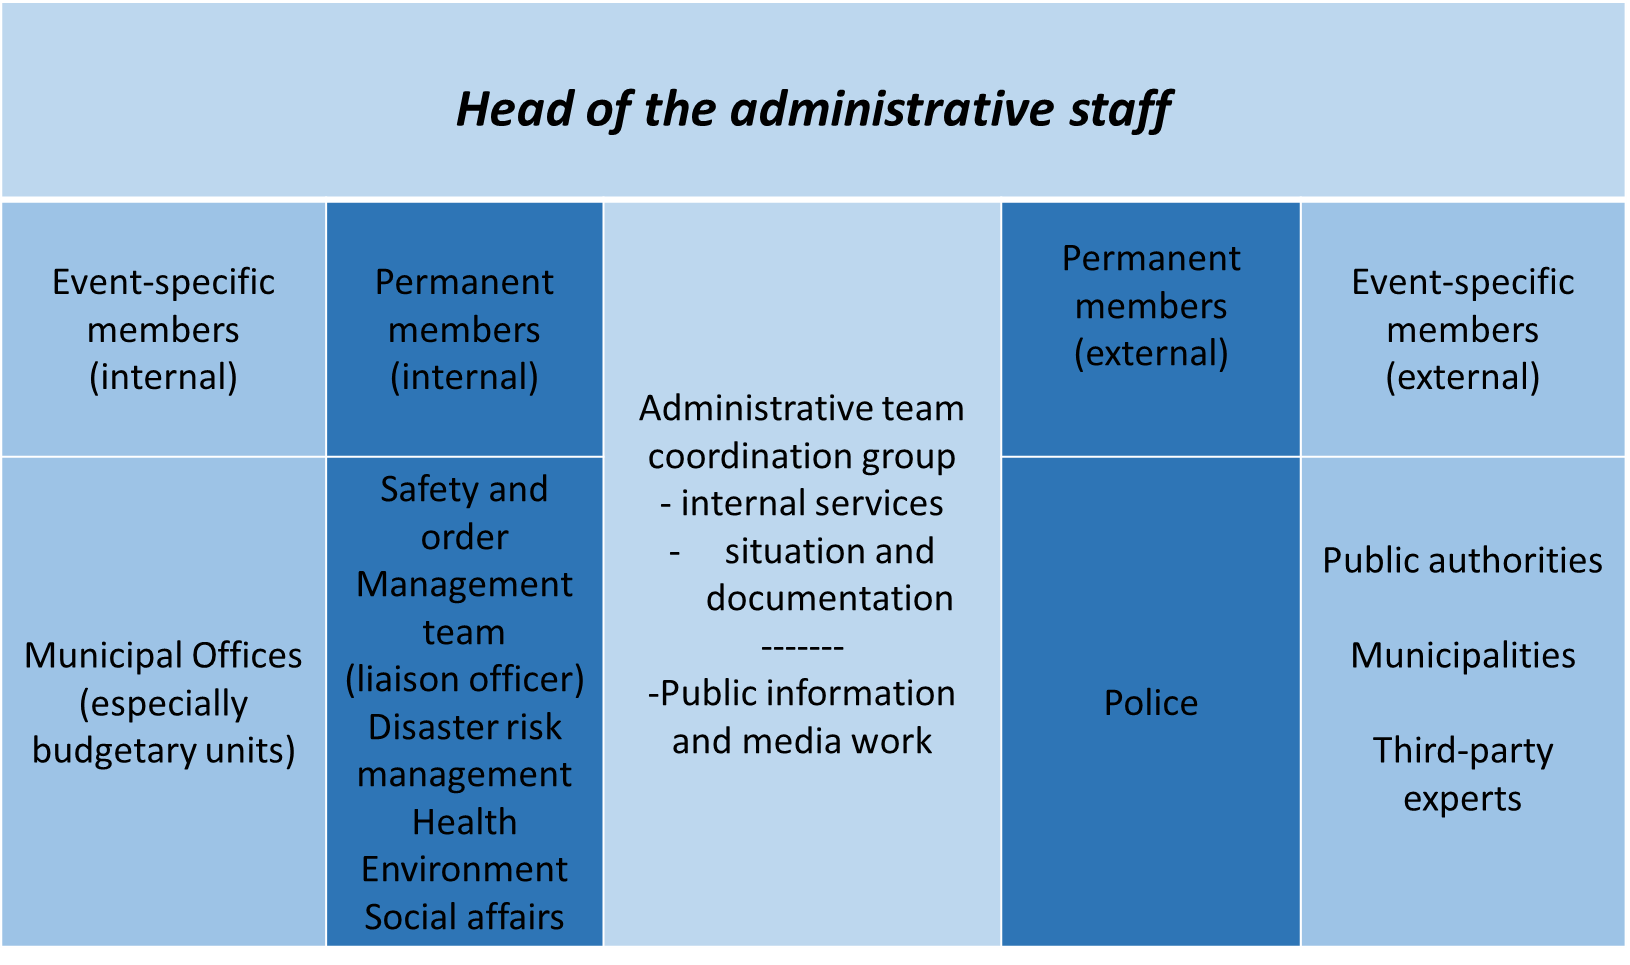 Head of the administrative staff
Event-specific
members
(internal)
Permanent
members
(internal)
Administrative team
coordination group
- internal services
- situation and
documentation
-------
-Public information
and media work
Permanent
members
(external)
Event-specific
members
(external)
Municipal Offices
(especially
budgetary units)
Safety and
order
Management
team
(liaison officer)
Disaster risk
management
Health
Environment
Social affairs
Police
Public authorities
Municipalities
Third-party
experts